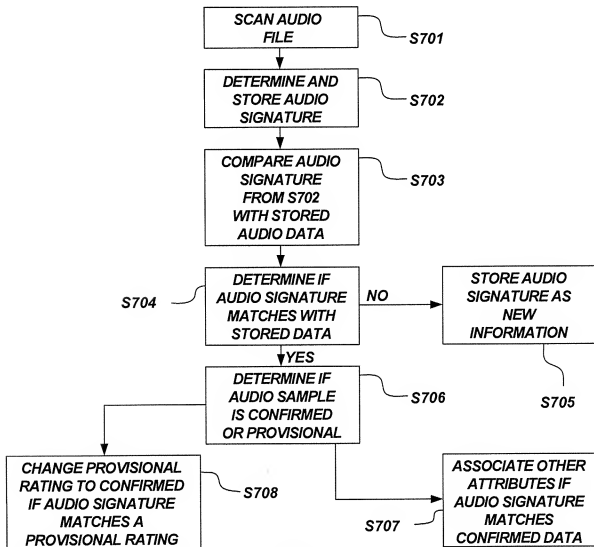 SCAN AUDIO
FILE
S701
DETERMINE AND
STORE AUDIO
SIGNATURE
S702
COMPARE AUDIO
SIGNATURE
FROM S702
WITH STORED
AUDIO DATA
S703
S704
DETERMINE IF
AUDIO SIGNATURE
MATCHES WITH
STORED DATA
NO
STORE AUDIO
SIGNATURE AS
NEW
INFORMATION
S705
YES
DETERMINE IF
AUDIO SAMPLE
IS CONFIRMED
OR PROVISIONAL
S706
CHANGE PROVISIONAL
RATING TO CONFIRMED
IF AUDIO SIGNATURE
MATCHES A
PROVISIONAL RATING
S708
ASSOCIATE OTHER
ATTRIBUTES IF
AUDIO SIGNATURE
MATCHES
CONFIRMED DATA
S707